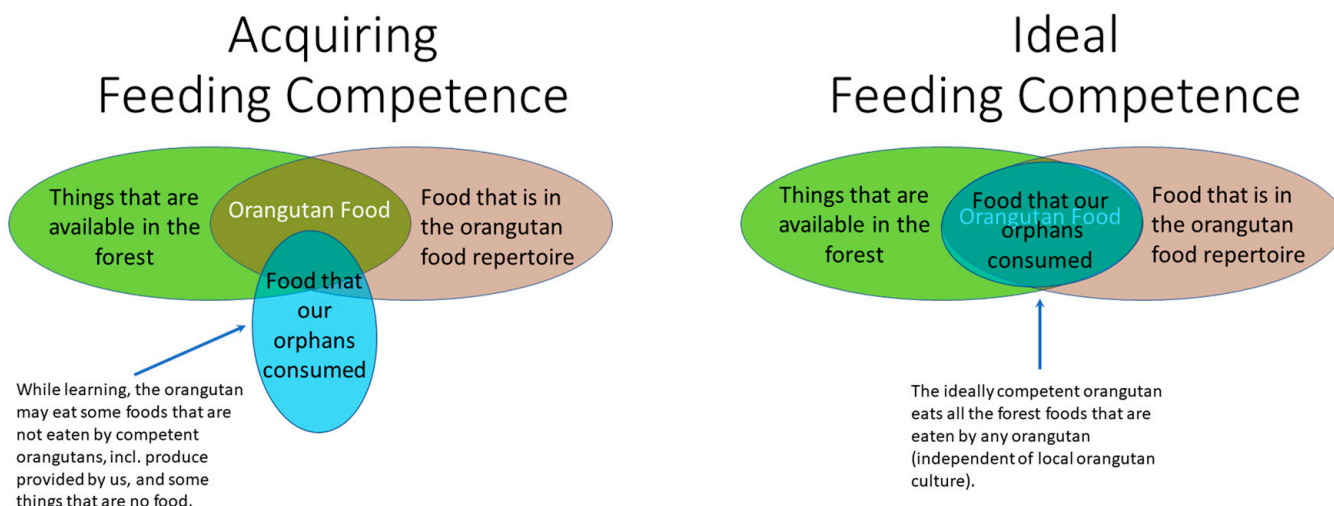 Acquiring
Feeding Competence
Things that are
available in the
forest
Orangutan Food
Food that is in
the orangutan
food repertoire
Food that
our
orphans
consumed
While learning, the orangutan
may eat some foods that are
not eaten by competent
orangutans, incl. produce
provided by us, and some
things that are no food.
Ideal
Feeding Competence
Things that are
available in the
forest
Food that our
Orangutan Food
orphans
consumed
Food that is in
the orangutan
food repertoire
The ideally competent orangutan
eats all the forest foods that are
eaten by any orangutan
(independent of local orangutan
culture).